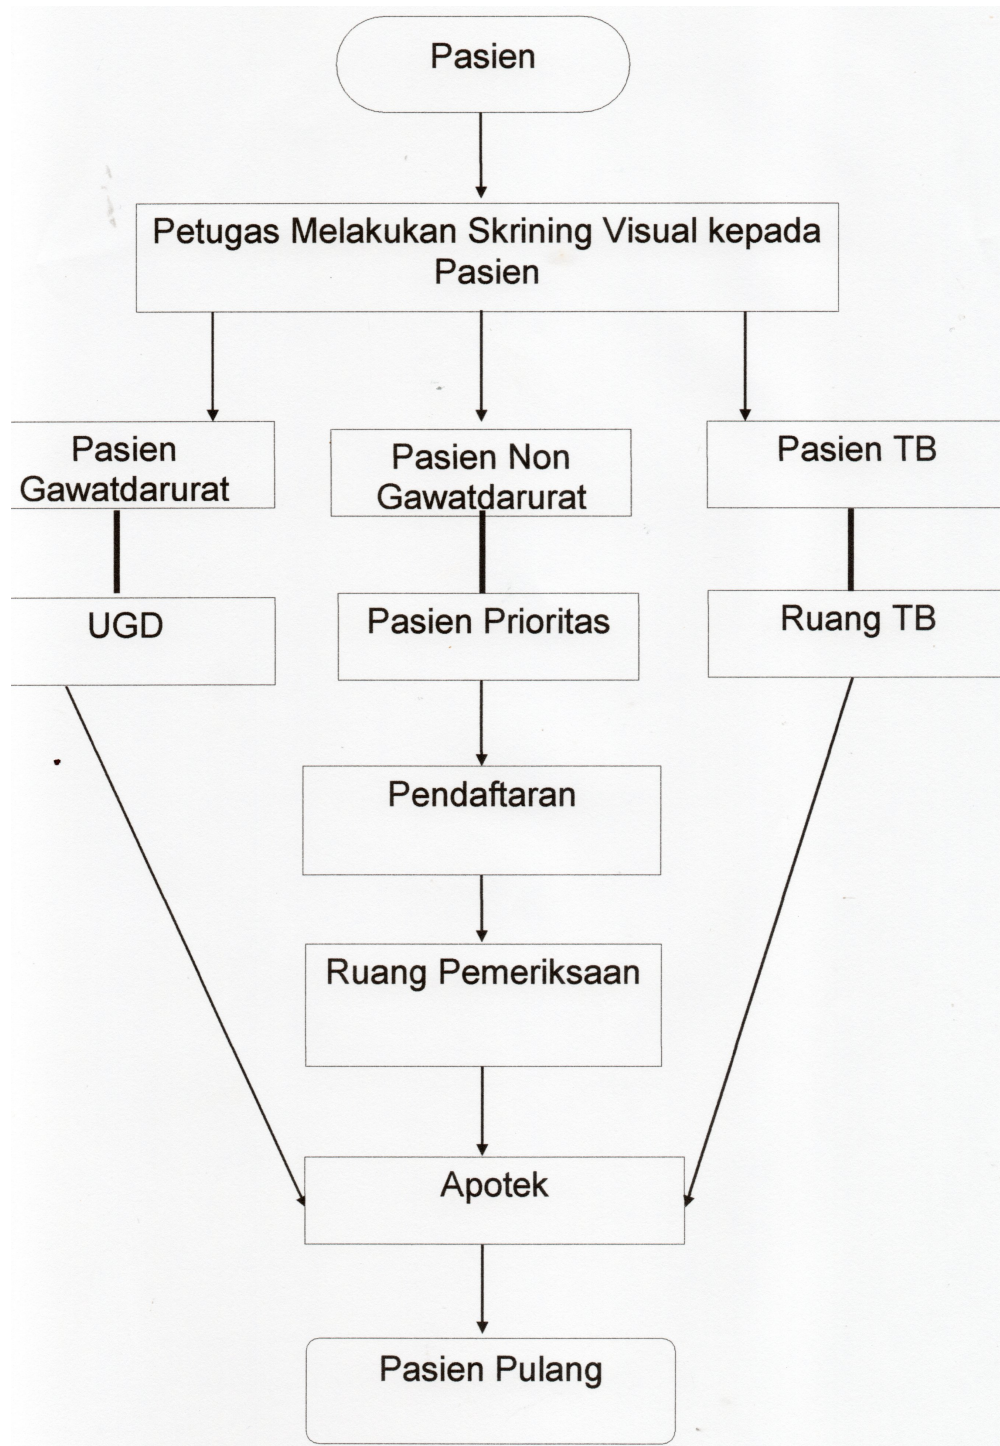 Pasien
Petugas Melakukan Skrining Visual kepada
Pasien
Pasien
Gawatdarurat
Pasien Non
Gawatdarurat
Pasien TB
UGD
Pasien Prioritas
Ruang TB
Pendaftaran
Ruang Pemeriksaan
Apotek
Pasien Pulang